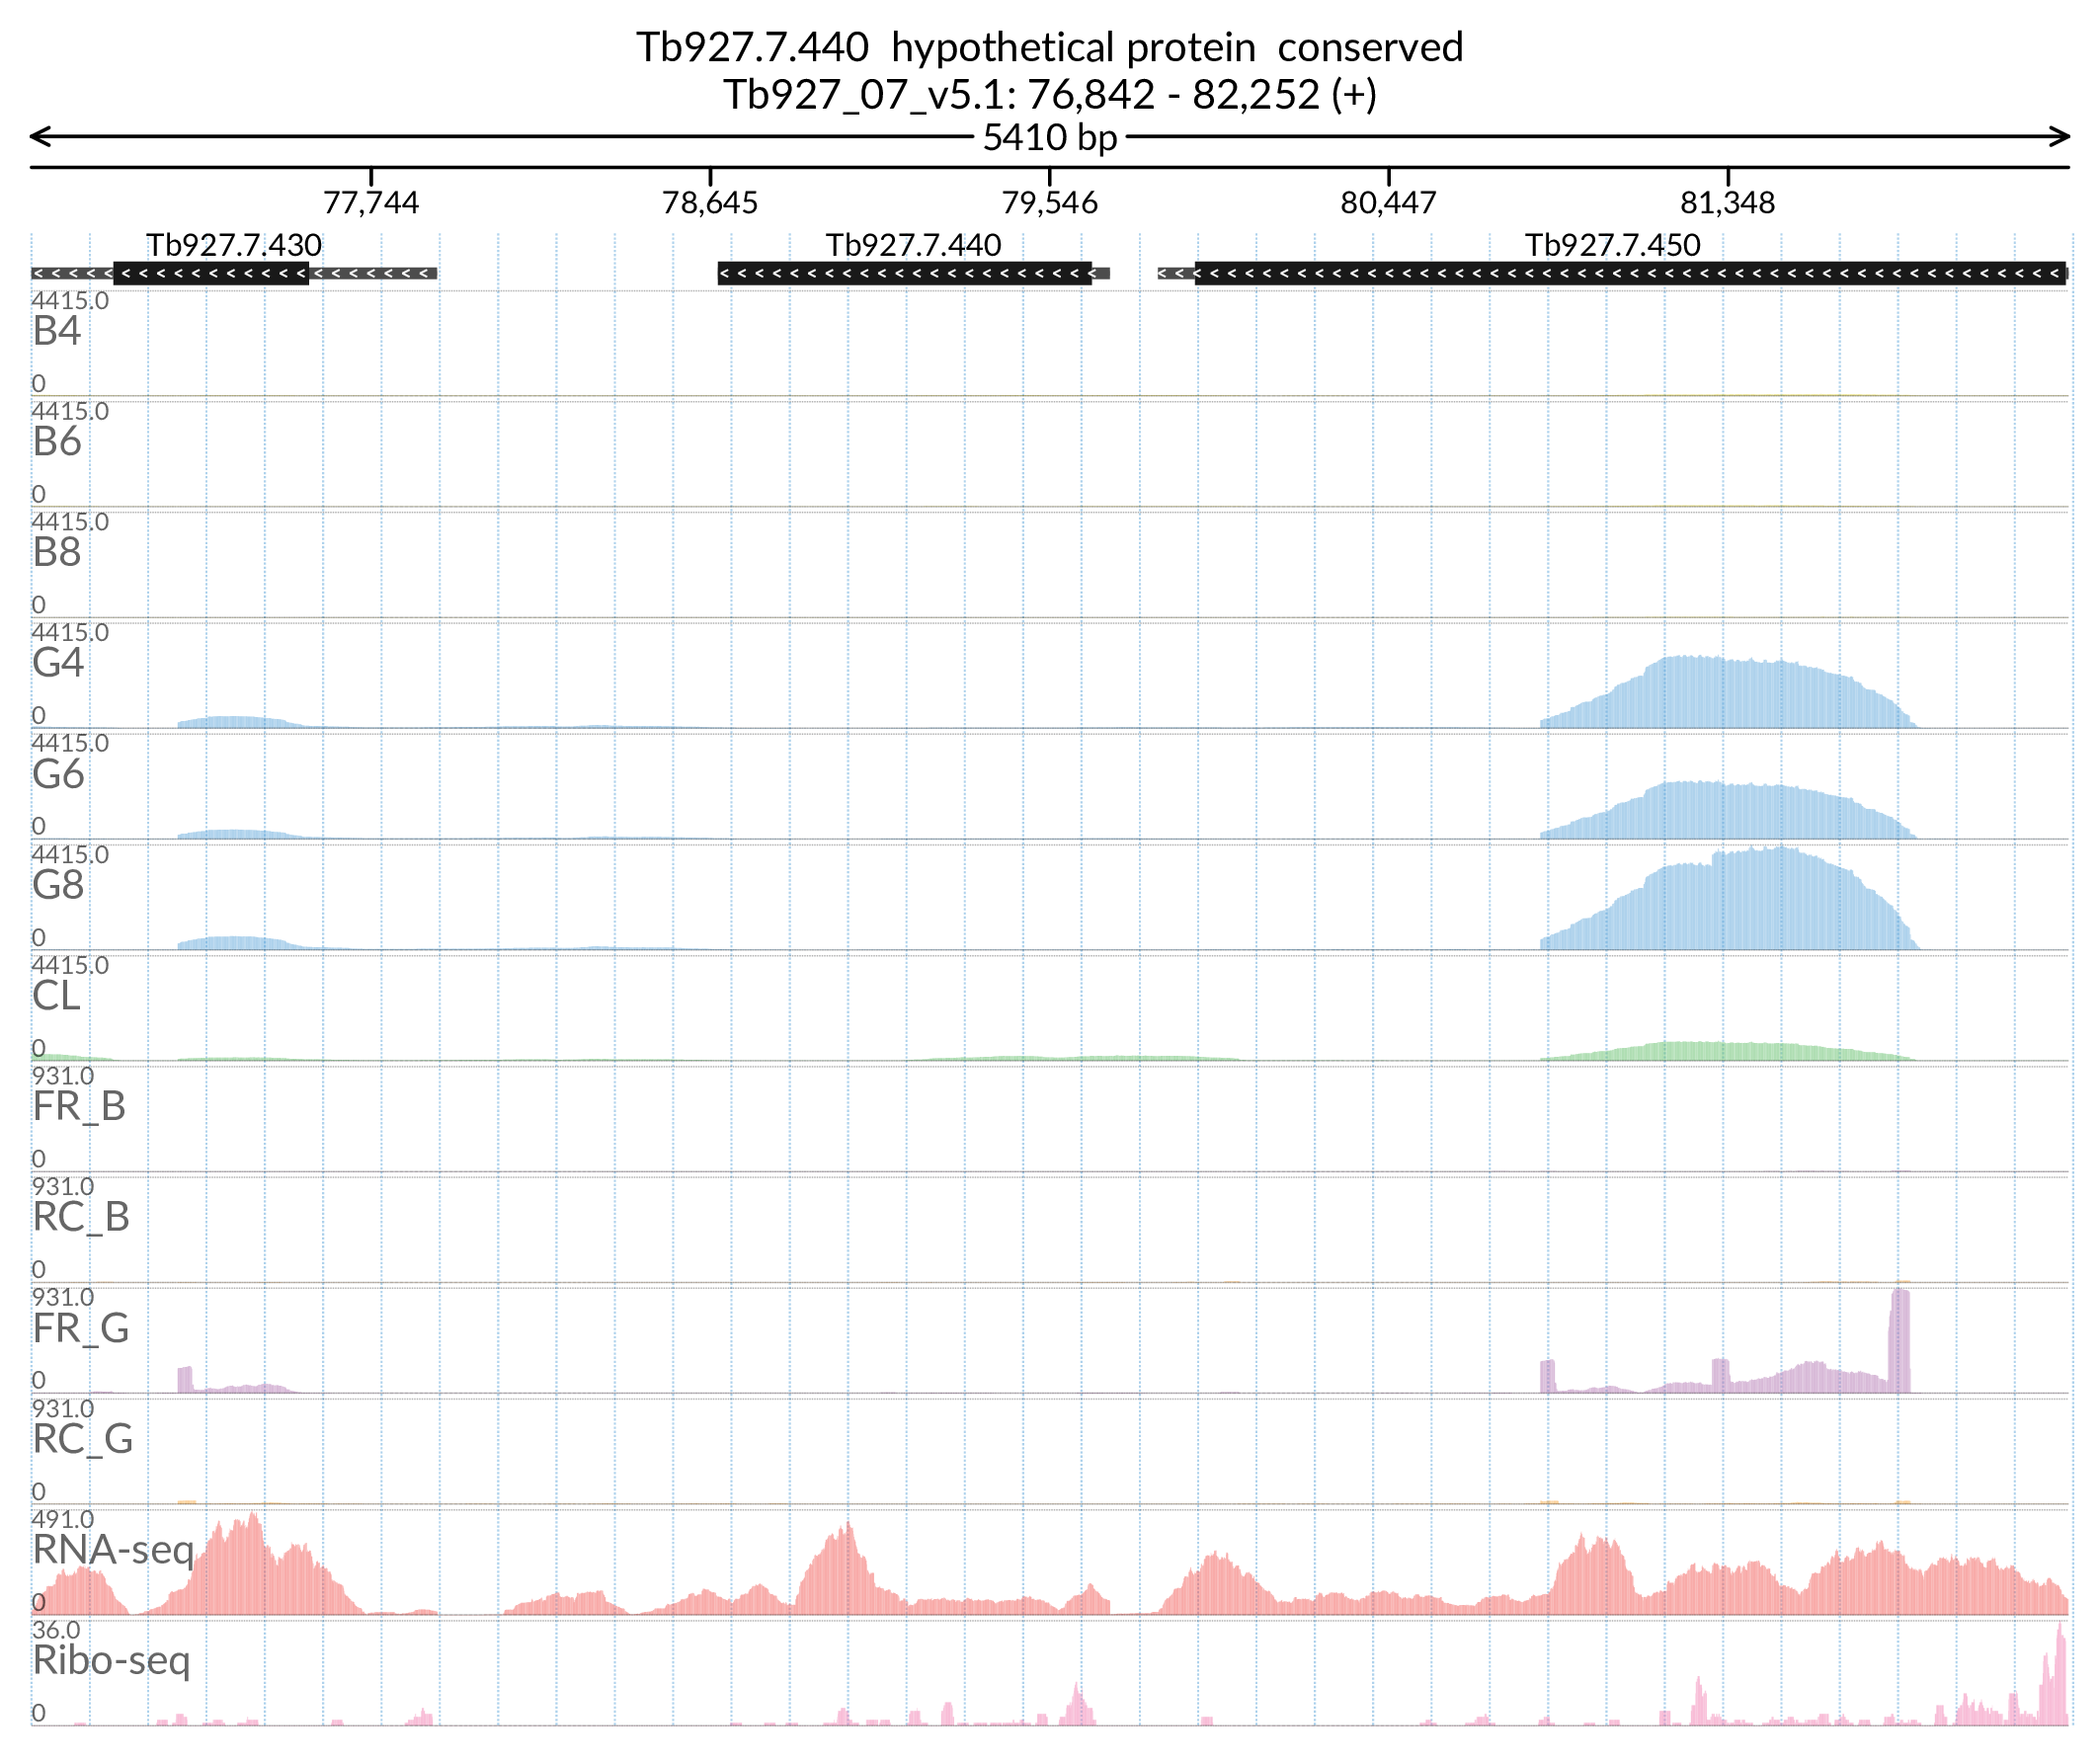 Tb927.7.440 hypothetical protein conserved
Tb927_07_v5.1: 76,842 - 82,252 (+)
5410 bp
77,744 78,645 79,546 80,447 81,348
Tb927.7.430 Tb927.7.440 Tb927.7.450
4415.0
B4
0
4415.0
B6
0
4415.0
B8
0
4415.0
G4
0
4415.0
G6
0
4415.0
G8
0
4415.0
CL
0
931.0
FR_B
0
931.0
RC_B
0
931.0
FR_G
0
931.0
RC_G
0
491.0
RNA-seq
0
36.0
Ribo-seq
0